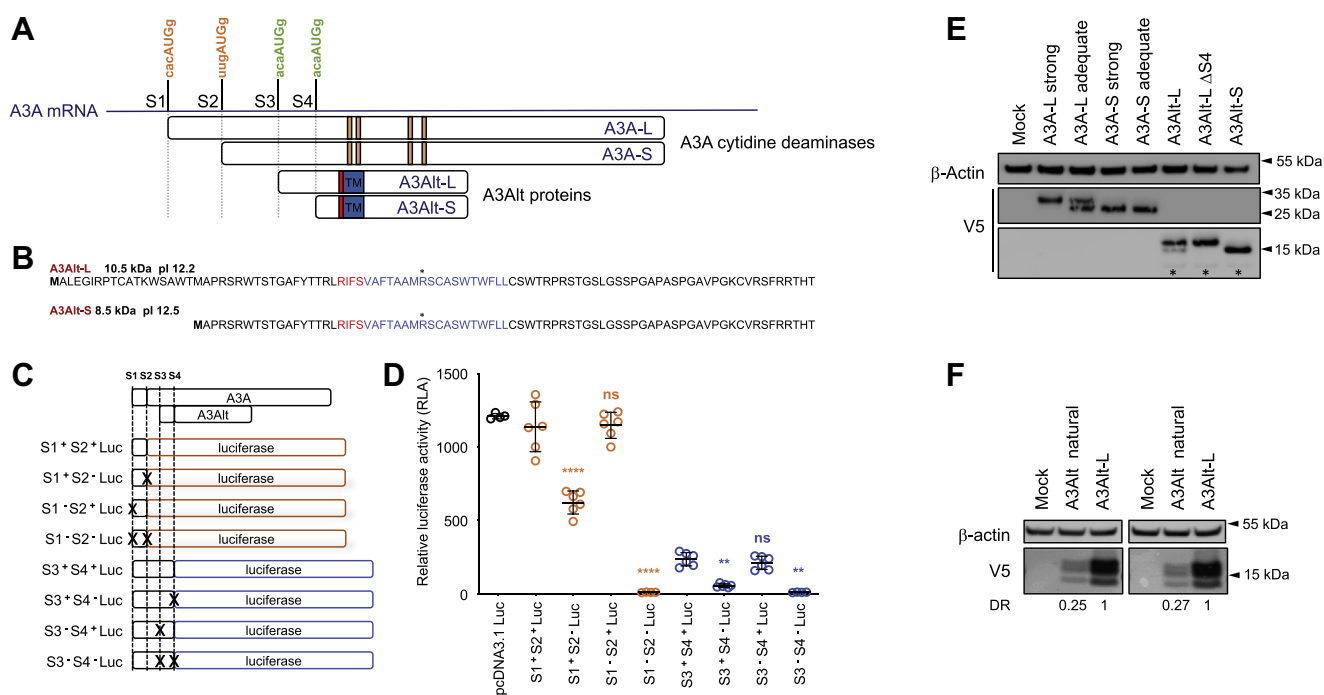 A
cacAUGg
uugAUGg
acaAUGg
acaAUGg
S1
S2
S3
S4
A3A mRNA
A3A-L
A3A-S
A3A cytidine deaminases
TM
A3Alt-L
TM
A3Alt-S
A3Alt proteins
B
A3Alt-L 10.5 kDa pI 12.2
*
MALEGIRPTCATKWSAWTMAPRSRWTSTGAFYTTRLRIFSVAFTAAMRSCASWTWFLLCSWTRPRSTGSLGSSPGAPASPGAVPGKCVRSFRRTHT
A3Alt-S 8.5 kDa pI 12.5
*
MAPRSRWTSTGAFYTTRLRIFSVAFTAAMRSCASWTWFLLCSWTRPRSTGSLGSSPGAPASPGAVPGKCVRSFRRTHT
C
S1 S2 S3 S4
A3A
A3Alt
S1 + S2 + Luc
luciferase
S1 + S2 - Luc
X
luciferase
S1 - S2 + Luc
X
luciferase
S1 - S2 - Luc
X X
luciferase
S3 + S4 + Luc
luciferase
S3 + S4 - Luc
X
luciferase
S3 - S4 + Luc
X
luciferase
S3 - S4 - Luc
X X
luciferase
D
Relative luciferase activity (RLA)
1500
1000
500
0
****
ns
****
**
ns
**
pcDNA3.1 Luc
S1 + S2 + Luc
S1 + S2 - Luc
S1 - S2 + Luc
S1 - S2 - Luc
S3 + S4 + Luc
S3 + S4 - Luc
S3 - S4 + Luc
S3 - S4 - Luc
E
Mock
A3A-L strong
A3A-L adequate
A3A-S strong
A3A-S adequate
A3Alt-L
A3Alt-L ΔS4
A3Alt-S
β-Actin
55 kDa
V5
35 kDa
25 kDa
15 kDa
* * *
F
Mock
A3Alt natural
A3Alt-L
Mock
A3Alt natural
A3Alt-L
β-actin
55 kDa
V5
15 kDa
DR
0.25 1
0.27 1